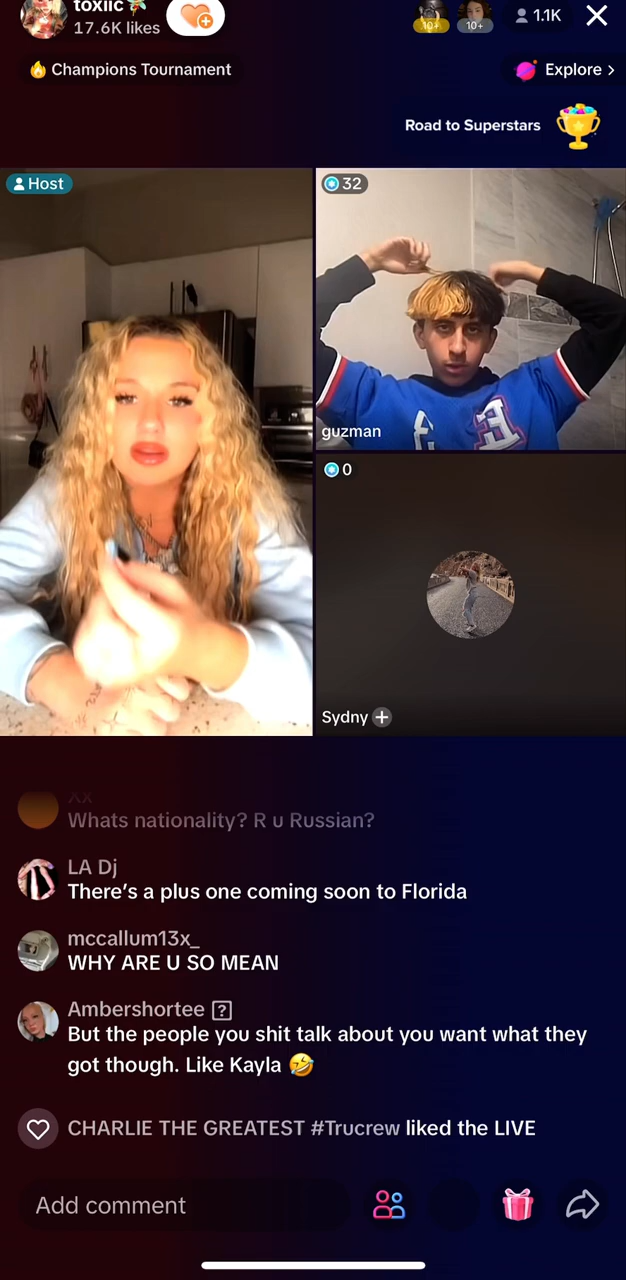 toxiic🧚
17.6K likes
10+
10+
1.1K
🔥 Champions Tournament
Explore >
Road to Superstars
Host
32
guzman
0
Sydny +
Xx
Whats nationality? R u Russian?
LA Dj
There's a plus one coming soon to Florida
mccallum13x_
WHY ARE U SO MEAN
Ambershortee ?
But the people you shit talk about you want what they
got though. Like Kayla 🤣
CHARLIE THE GREATEST #Trucrew liked the LIVE
Add comment